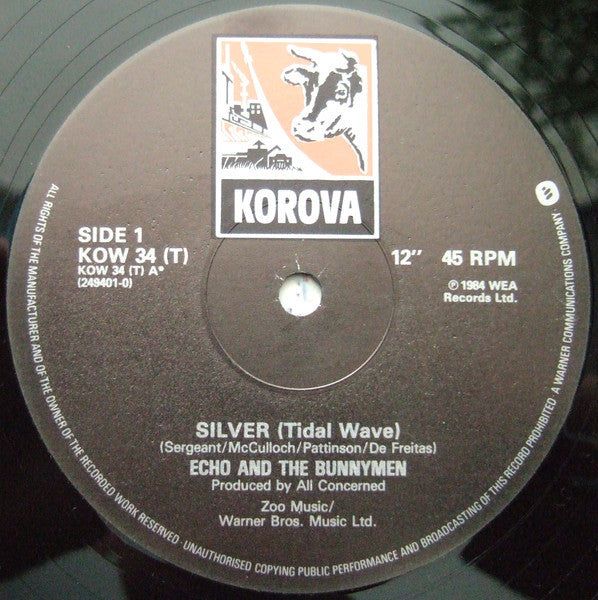 KOROVA
SIDE 1
KOW 34 (T)
KOW 34 (T) A°
(249401-0)
12" 45 RPM
℗ 1984 WEA
Records Ltd.
SILVER (Tidal Wave)
(Sergeant/McCulloch/Pattinson/De Freitas)
ECHO AND THE BUNNYMEN
Produced by All Concerned
Zoo Music/
Warner Bros. Music Ltd.
ALL RIGHTS OF THE MANUFACTURER AND OF THE OWNER OF THE RECORDED WORK RESERVED · UNAUTHORISED COPYING PUBLIC PERFORMANCE AND BROADCASTING OF THIS RECORD PROHIBITED A WARNER COMMUNICATIONS COMPANY